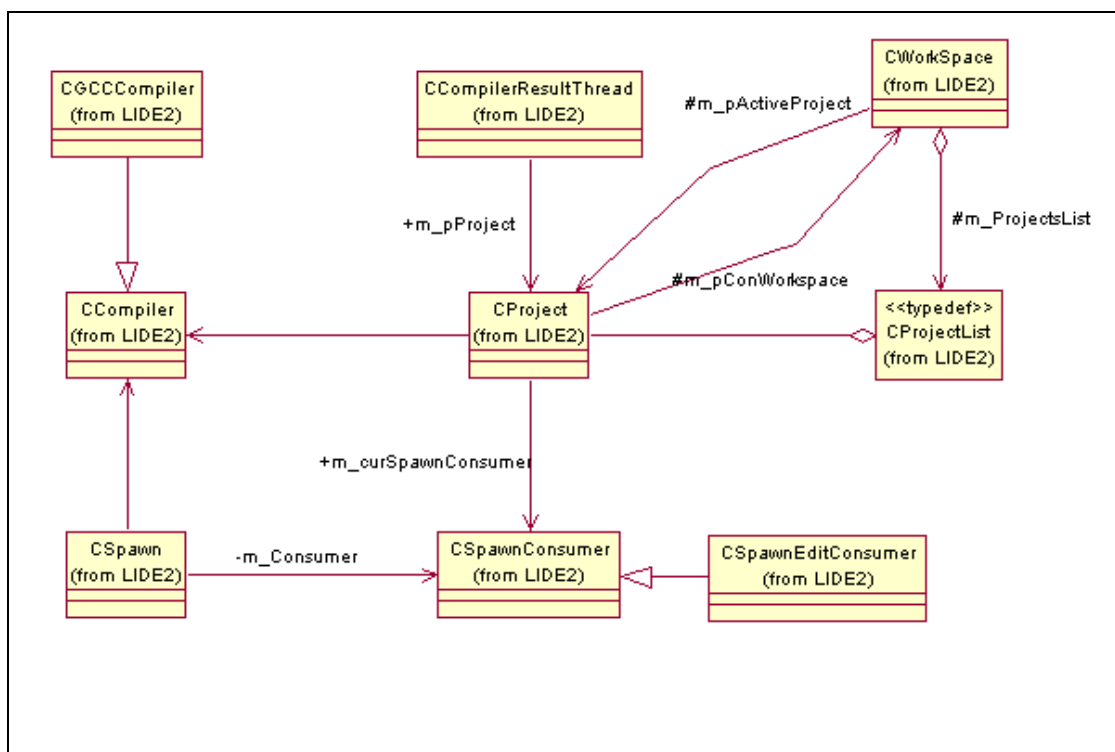 CGCCCompiler
(from LIDE2)
CCompilerResultThread
(from LIDE2)
CWorkSpace
(from LIDE2)
#m_pActiveProject
+m_pProject
#m_ProjectsList
#m_pConWorkspace
CCompiler
(from LIDE2)
CProject
(from LIDE2)
<<typedef>>
CProjectList
(from LIDE2)
+m_curSpawnConsumer
CSpawn
(from LIDE2)
-m_Consumer
CSpawnConsumer
(from LIDE2)
CSpawnEditConsumer
(from LIDE2)